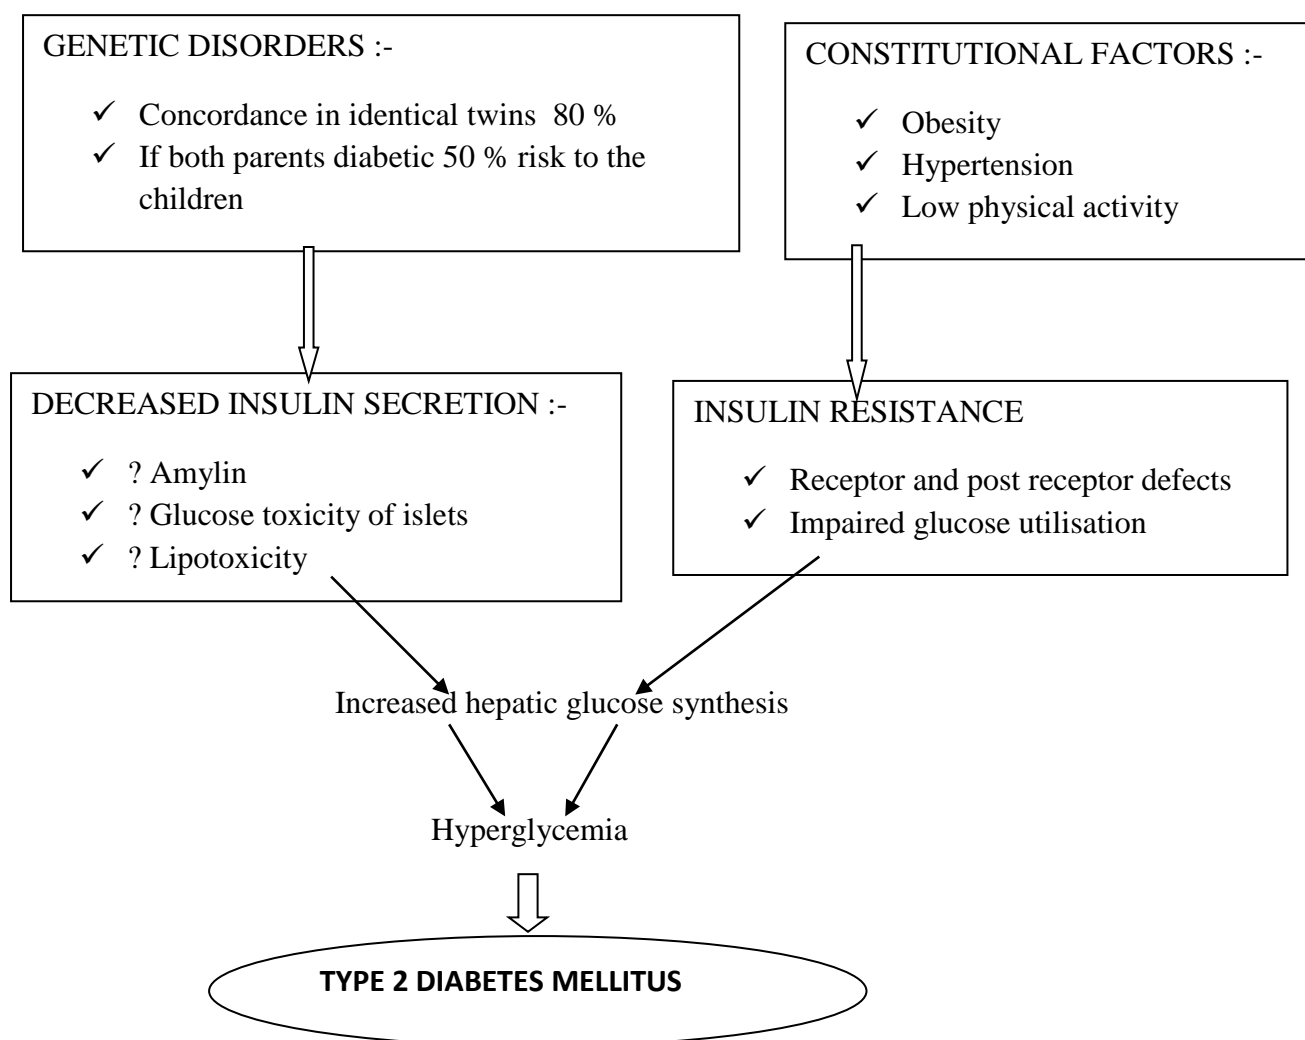 GENETIC DISORDERS :-
✓ Concordance in identical twins 80 %
✓ If both parents diabetic 50 % risk to the
children
CONSTITUTIONAL FACTORS :-
✓ Obesity
✓ Hypertension
✓ Low physical activity
DECREASED INSULIN SECRETION :-
✓ ? Amylin
✓ ? Glucose toxicity of islets
✓ ? Lipotoxicity
INSULIN RESISTANCE
✓ Receptor and post receptor defects
✓ Impaired glucose utilisation
Increased hepatic glucose synthesis
Hyperglycemia
TYPE 2 DIABETES MELLITUS